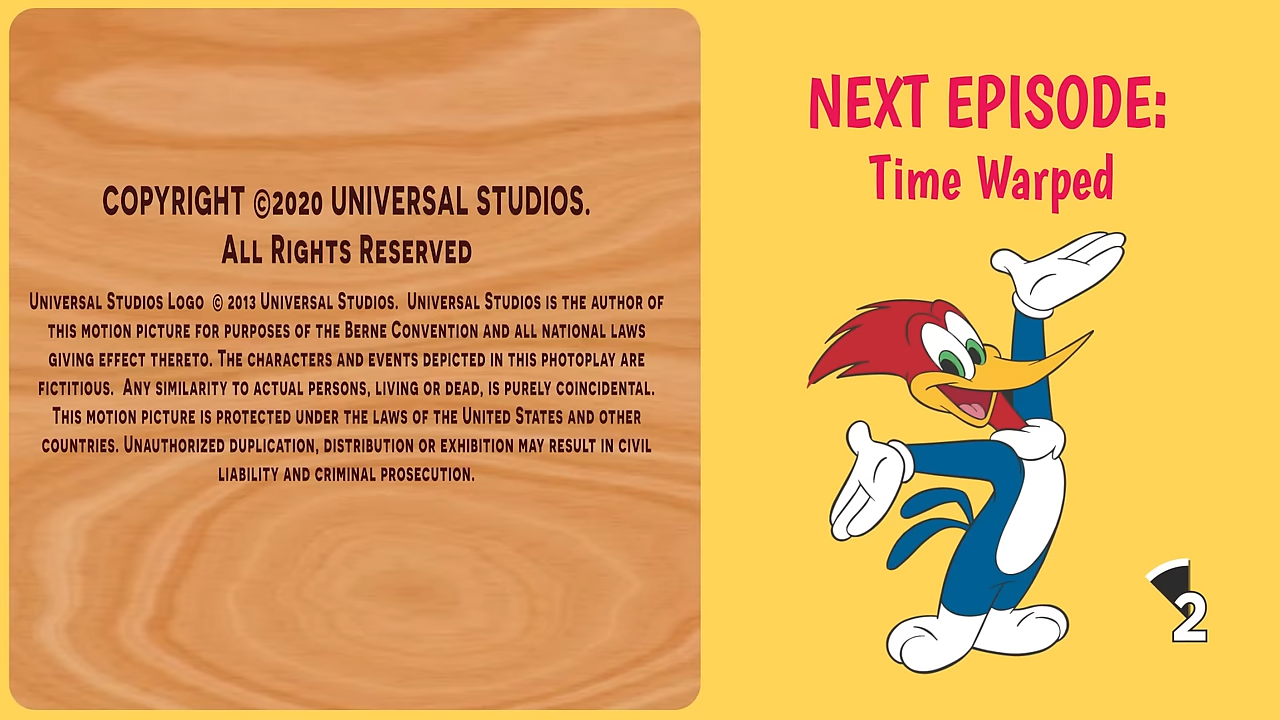 COPYRIGHT ©2020 UNIVERSAL STUDIOS.
ALL RIGHTS RESERVED
UNIVERSAL STUDIOS LOGO © 2013 UNIVERSAL STUDIOS. UNIVERSAL STUDIOS IS THE AUTHOR OF
THIS MOTION PICTURE FOR PURPOSES OF THE BERNE CONVENTION AND ALL NATIONAL LAWS
GIVING EFFECT THERETO. THE CHARACTERS AND EVENTS DEPICTED IN THIS PHOTOPLAY ARE
FICTITIOUS. ANY SIMILARITY TO ACTUAL PERSONS, LIVING OR DEAD, IS PURELY COINCIDENTAL.
THIS MOTION PICTURE IS PROTECTED UNDER THE LAWS OF THE UNITED STATES AND OTHER
COUNTRIES. UNAUTHORIZED DUPLICATION, DISTRIBUTION OR EXHIBITION MAY RESULT IN CIVIL
LIABILITY AND CRIMINAL PROSECUTION.
NEXT EPISODE:
Time Warped
2